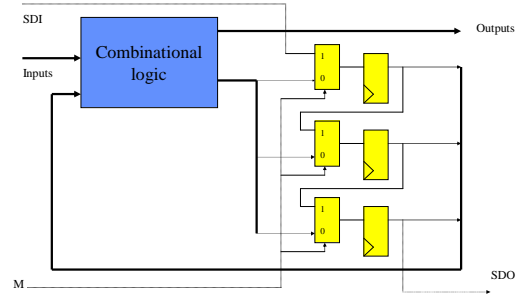 SDI
Outputs
Combinational
logic
Inputs
1
0
1
0
1
0
M
SDO